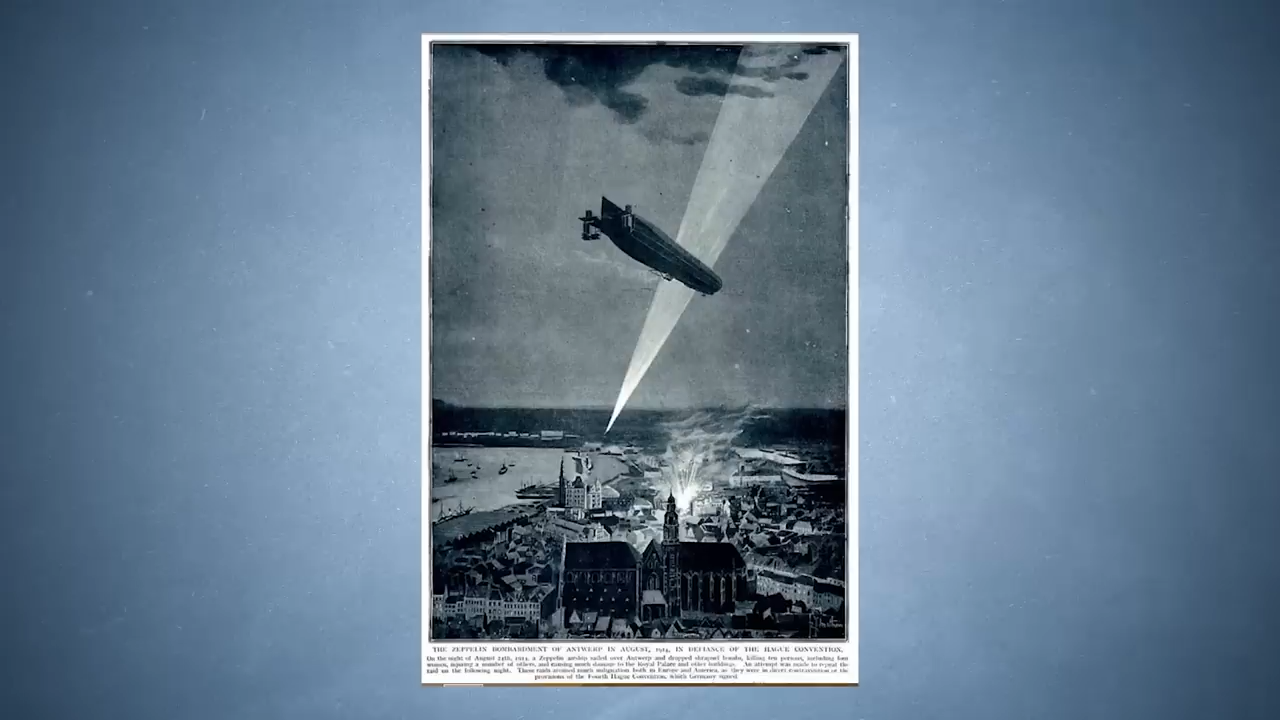 THE ZEPPELIN BOMBARDMENT OF ANTWERP IN AUGUST, 1914, IN DEFIANCE OF THE HAGUE CONVENTION.
On the night of August 24th, 1914, a Zeppelin airship sailed over Antwerp and dropped shrapnel bombs, killing ten persons, including four
women, injuring a number of others, and causing much damage to the Royal Palace and other buildings. An attempt was made to repeat the
raid on the following night. These raids aroused much indignation both in Europe and America, as they were in direct contravention of the
provisions of the Fourth Hague Convention, which Germany signed.